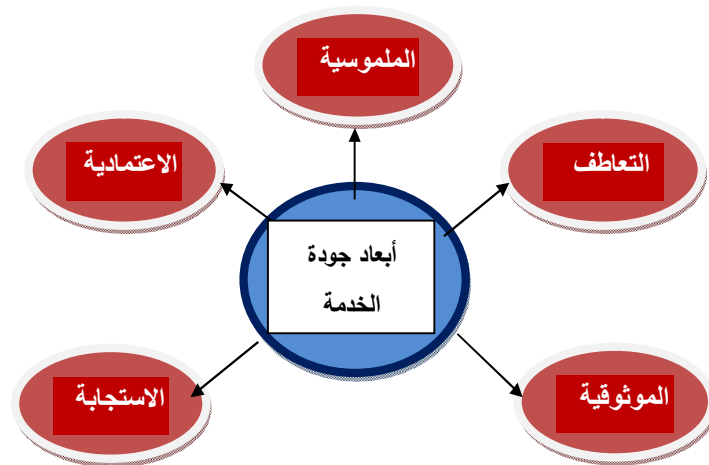 الملموسية
التعاطف
الاعتمادية
أبعاد جودة
الخدمة
الموثوقية
الاستجابة